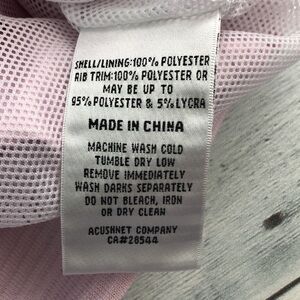 SHELL/LINING:100% POLYESTER
RIB TRIM:100% POLYESTER OR
MAY BE UP TO
95% POLYESTER & 5% LYCRA
MADE IN CHINA
MACHINE WASH COLD
TUMBLE DRY LOW
REMOVE IMMEDIATELY
WASH DARKS SEPARATELY
DO NOT BLEACH, IRON
OR DRY CLEAN
ACUSHNET COMPANY
CA#28544